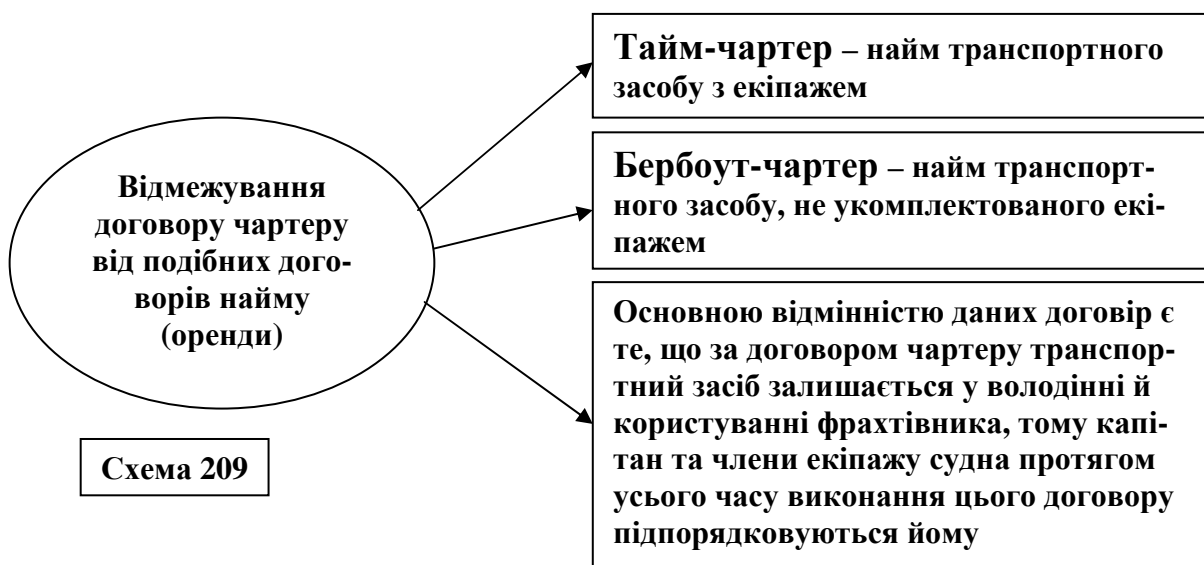 Відмежування
договору чартеру
від подібних дого-
ворів найму
(оренди)
Схема 209
Тайм-чартер – найм транспортного
засобу з екіпажем
Бербоут-чартер – найм транспорт-
ного засобу, не укомплектованого екі-
пажем
Основною відмінністю даних договір є
те, що за договором чартеру транспор-
тний засіб залишається у володінні й
користуванні фрахтівника, тому капі-
тан та члени екіпажу судна протягом
усього часу виконання цього договору
підпорядковуються йому